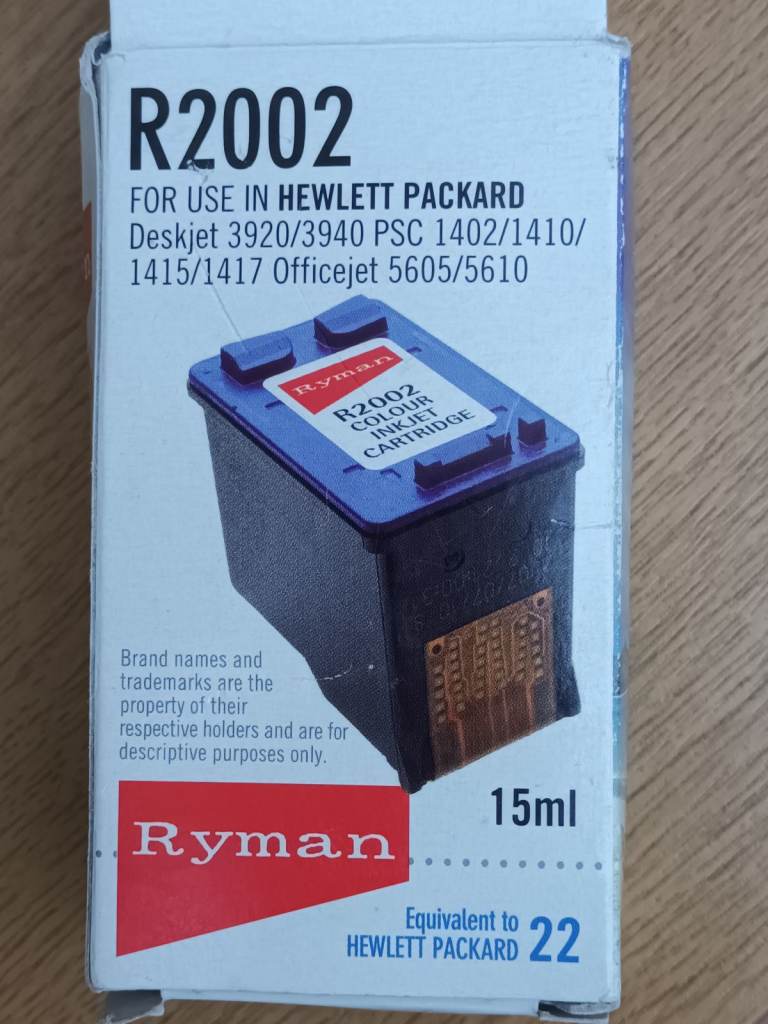 R2002
FOR USE IN HEWLETT PACKARD
Deskjet 3920/3940 PSC 1402/1410/
1415/1417 Officejet 5605/5610
Ryman
R2002
COLOUR
INKJET
CARTRIDGE
Brand names and
trademarks are the
property of their
respective holders and are for
descriptive purposes only.
15ml
Ryman
Equivalent to
HEWLETT PACKARD 22